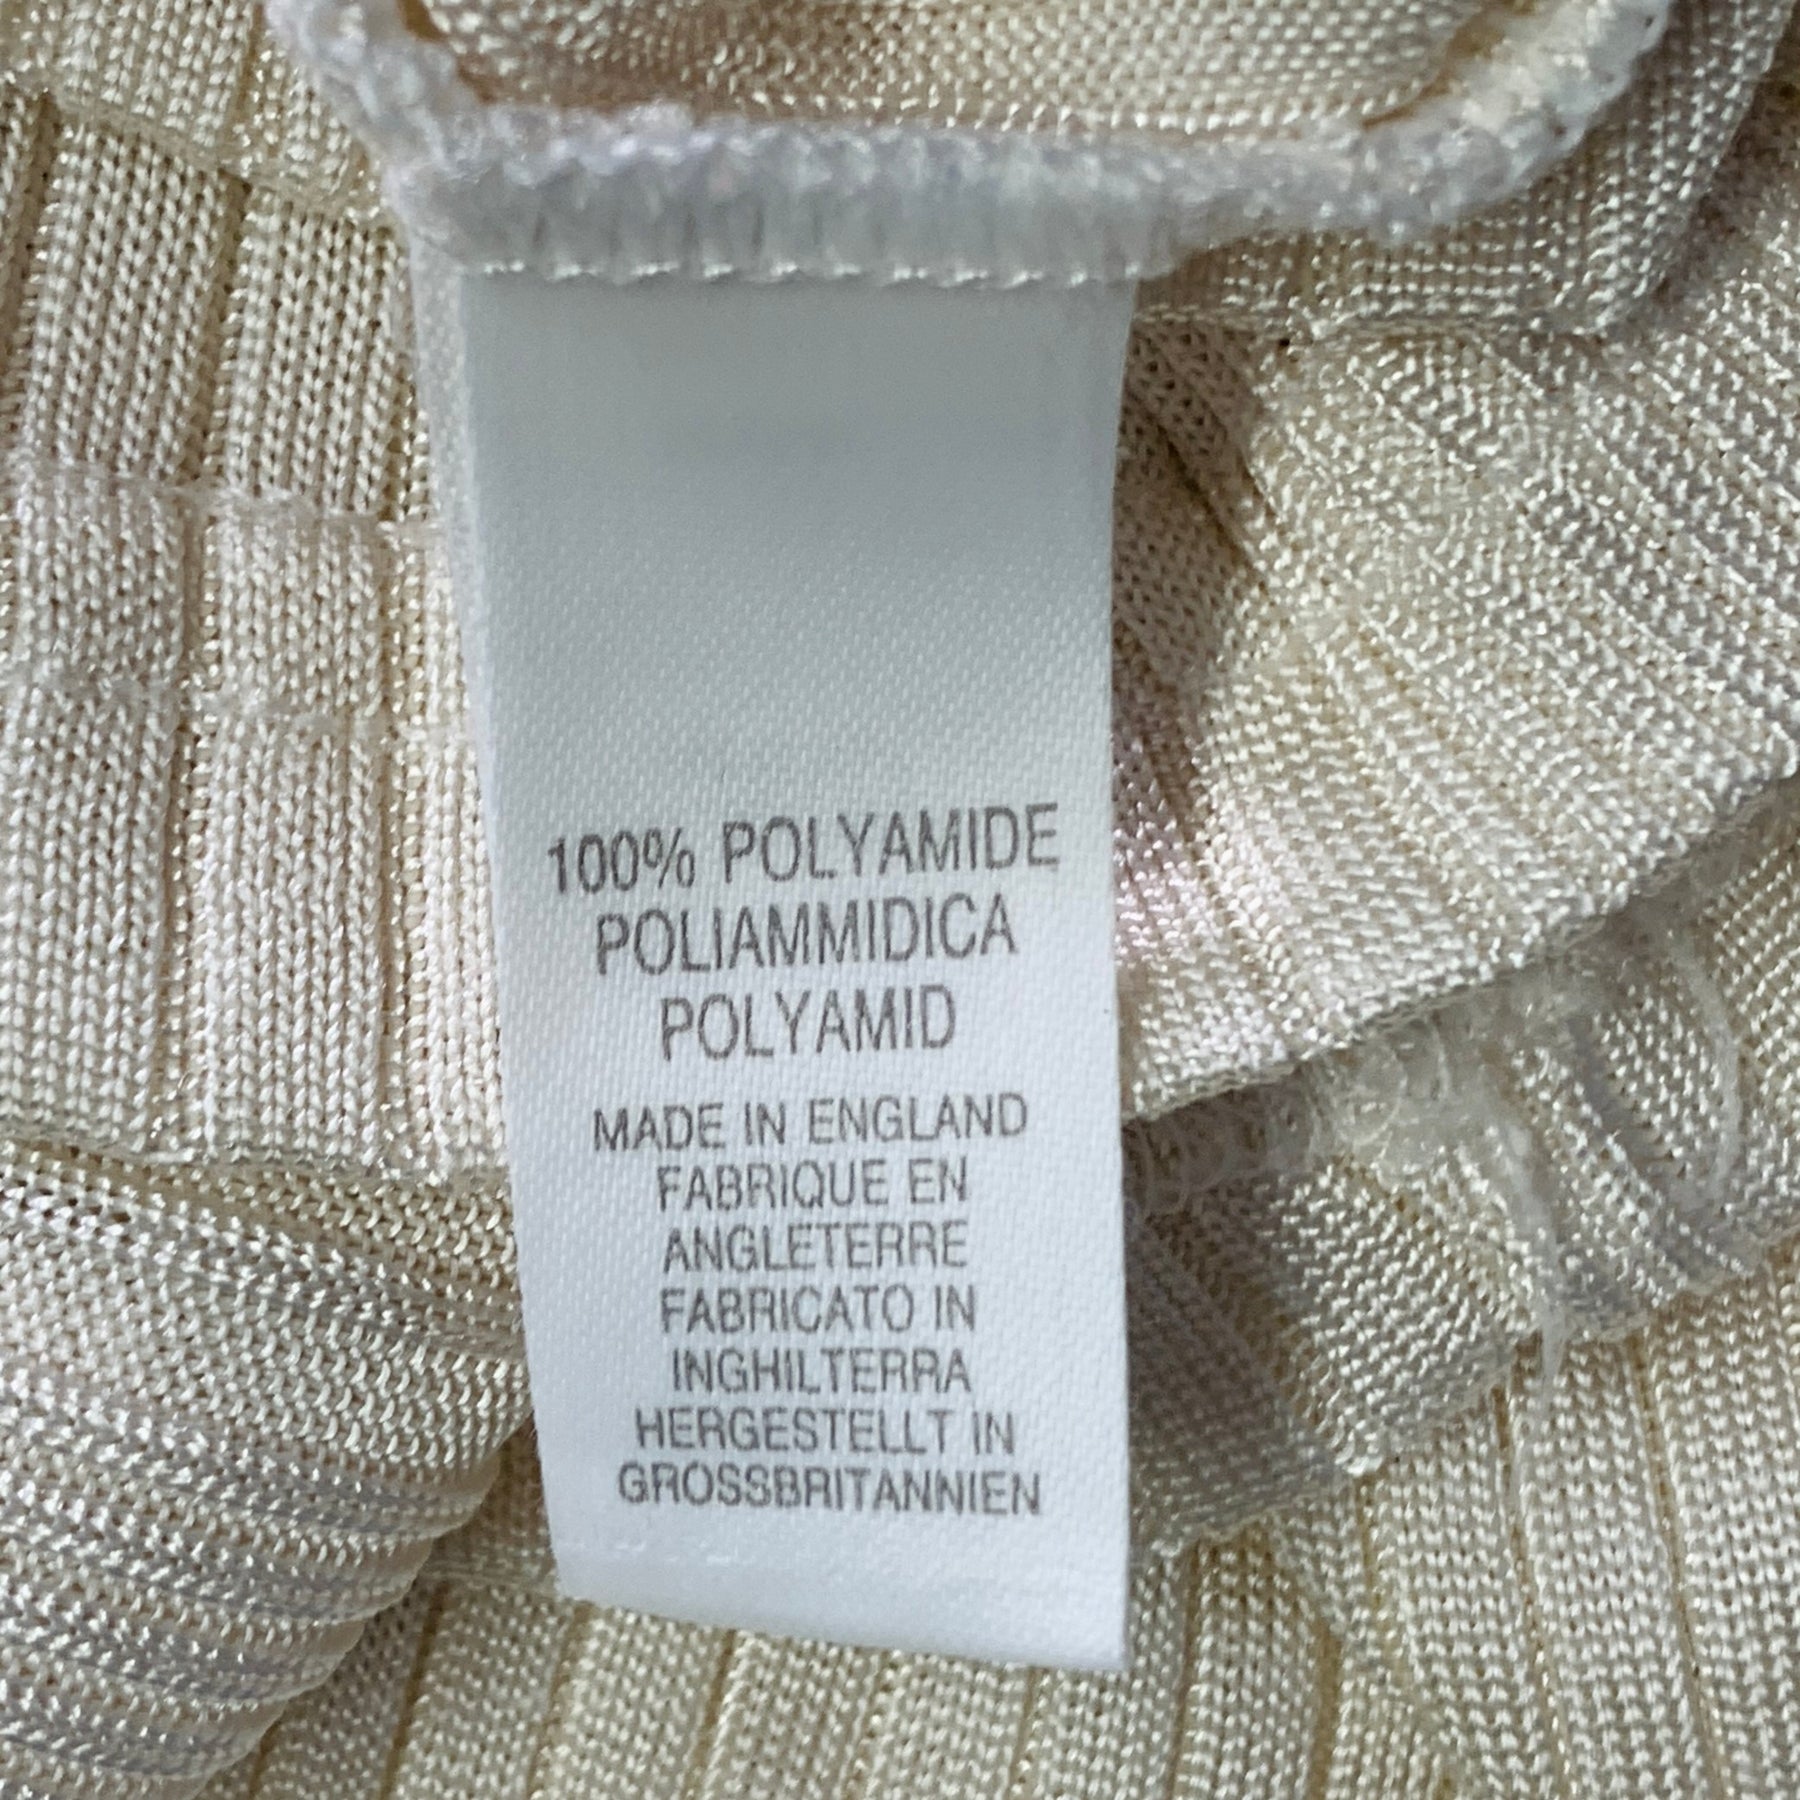 100% POLYAMIDE
POLIAMMIDICA
POLYAMID
MADE IN ENGLAND
FABRIQUE EN
ANGLETERRE
FABRICATO IN
INGHILTERRA
HERGESTELLT IN
GROSSBRITANNIEN